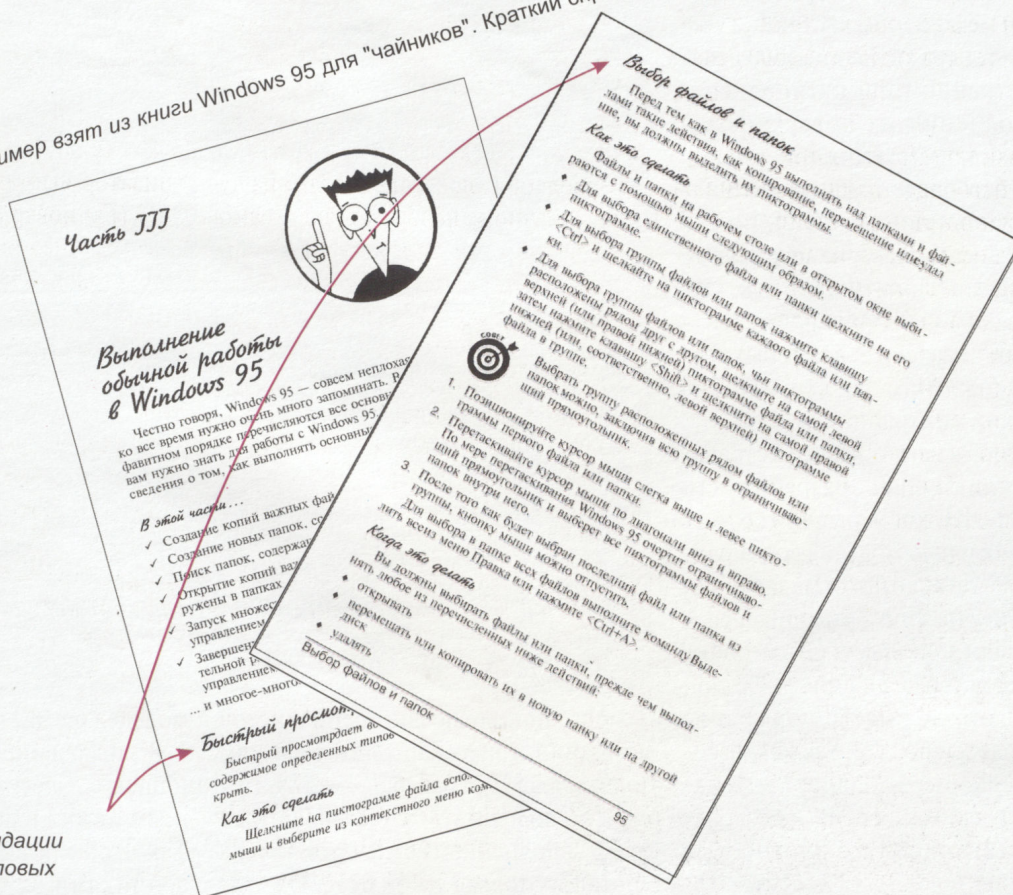 имер взят из книги Windows 95 для "чайников". Краткий
Часть III
Выполнение
обычной работы
в Windows 95
Честно говоря, Windows 95 — совсем неплохая
ко все время нужно очень много запоминать. В
фавитном порядке перечисляются все основ
вам нужно знать для работы с Windows 95.
сведения о том, как выполнять основны
В этой части...
✓ Создание копий важных фай
✓ Создание новых папок, со
✓ Поиск папок, содержа
✓ Открытие копий ва
ружены в папках
✓ Запуск множес
управлением
✓ Завершен
тельной р
управление
... и многое-много
Быстрый просмот
Быстрый просмотрдает во
содержимое определенных типов
крыть.
Как это сделать
Щелкните на пиктограмме файла вспо
мыши и выберите из контекстного меню ком
Выбор файлов и папок
Перед тем как в Windows 95 выполнять над папками и фай-
лами такие действия, как копирование, перемещение илиудал
ние, вы должны выделить их пиктограммы.
Как это сделать
Файлы и папки на рабочем столе или в открытом окне выби-
раются с помощью мыши следующим образом.
♦ Для выбора единственного файла или папки щелкните на его
пиктограмме.
♦ Для выбора группы файлов или папок нажмите клавишу
<Ctrl> и щелкайте на пиктограмме каждого файла или пап-
ки.
♦ Для выбора группы файлов или папок, чьи пиктограммы
расположены рядом друг с другом, щелкните на самой левой
верхней (или правой нижней) пиктограмме файла или папки,
затем нажмите клавишу <Shift> и щелкните на самой правой
нижней (или, соответственно, левой верхней) пиктограмме
файла в группе.
СОВЕТ
Выбрать группу расположенных рядом файлов или
папок можно, заключив всю группу в ограничиваю-
щий прямоугольник.
1. Позиционируйте курсор мыши слегка выше и левее пикто-
граммы первого файла или папки.
2. Перетаскивайте курсор мыши по диагонали вниз и вправо.
По мере перетаскивания Windows 95 очертит ограничиваю-
щий прямоугольник и выберет все пиктограммы файлов и
папок внутри него.
3. После того как будет выбран последний файл или папка из
группы, кнопку мыши можно отпустить.
Для выбора в папке всех файлов выполните команду Выде-
лить всеиз меню Правка или нажмите <Ctrl+A>.
Когда это делать
Вы должны выбирать файлы или папки, прежде чем выпол-
нять любое из перечисленных ниже действий:
♦ открывать
♦ перемещать или копировать их в новую папку или на другой
диск
♦ удалять
Выбор файлов и папок
95
дации
ловых